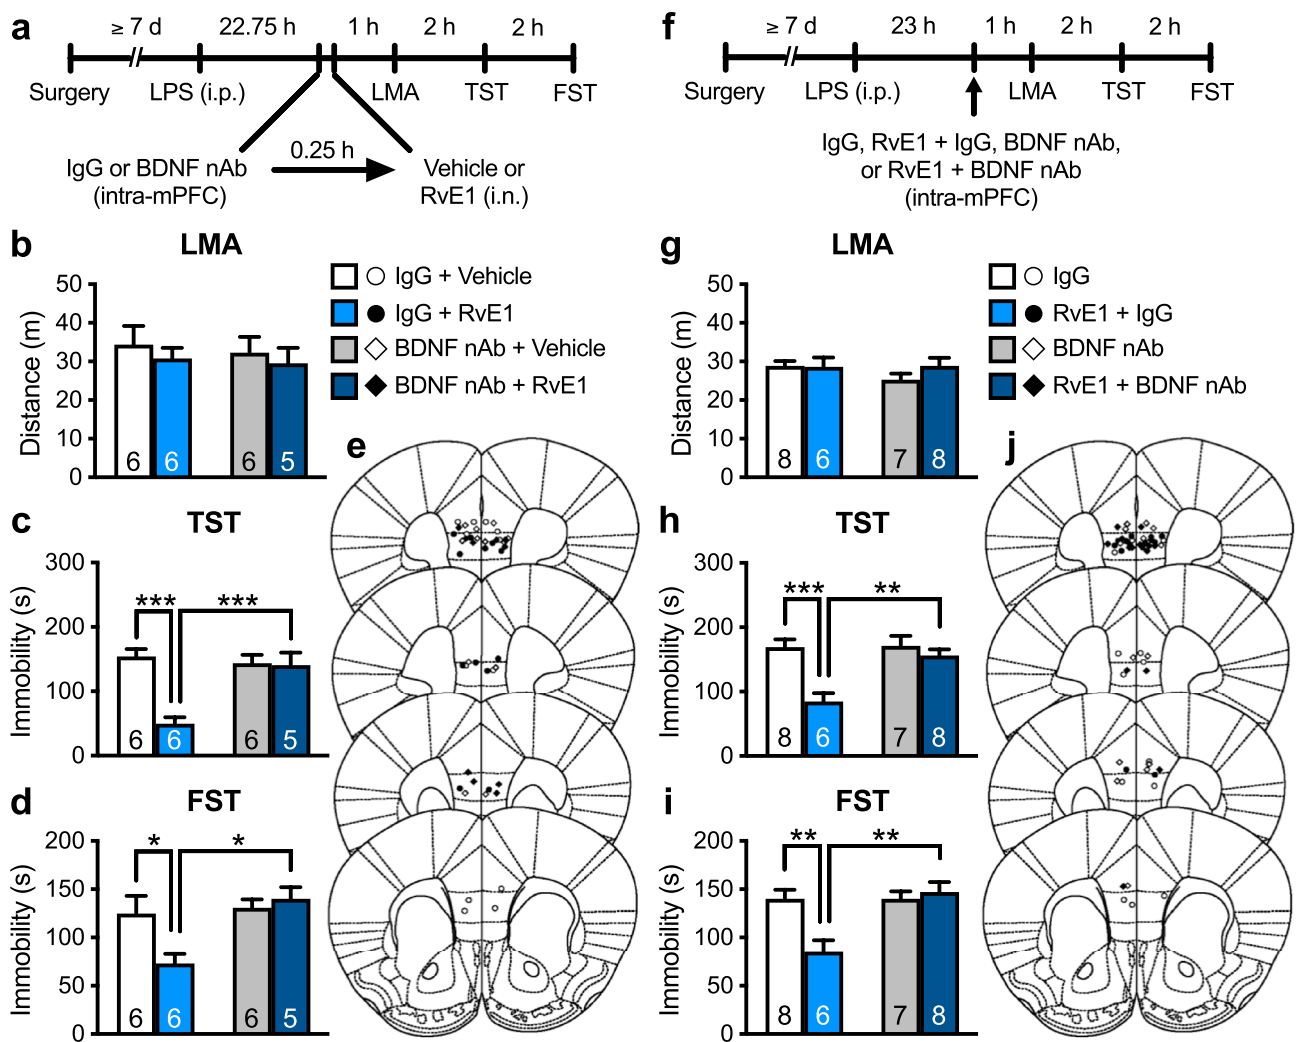 a
≥ 7 d 22.75 h 1 h 2 h 2 h
Surgery LPS (i.p.) LMA TST FST
0.25 h
IgG or BDNF nAb
(intra-mPFC)
Vehicle or
RvE1 (i.n.)
f
≥ 7 d 23 h 1 h 2 h 2 h
Surgery LPS (i.p.) LMA TST FST
IgG, RvE1 + IgG, BDNF nAb,
or RvE1 + BDNF nAb
(intra-mPFC)
b LMA
Distance (m)
50
40
30
20
10
0
6 6 6 5
IgG + Vehicle
IgG + RvE1
BDNF nAb + Vehicle
BDNF nAb + RvE1
c TST
Immobility (s)
300
200
100
0
*** ***
6 6 6 5
d FST
Immobility (s)
200
150
100
50
0
* *
6 6 6 5
e
g LMA
Distance (m)
50
40
30
20
10
0
8 6 7 8
IgG
RvE1 + IgG
BDNF nAb
RvE1 + BDNF nAb
h TST
Immobility (s)
300
200
100
0
*** **
8 6 7 8
i FST
Immobility (s)
200
150
100
50
0
** **
8 6 7 8
j